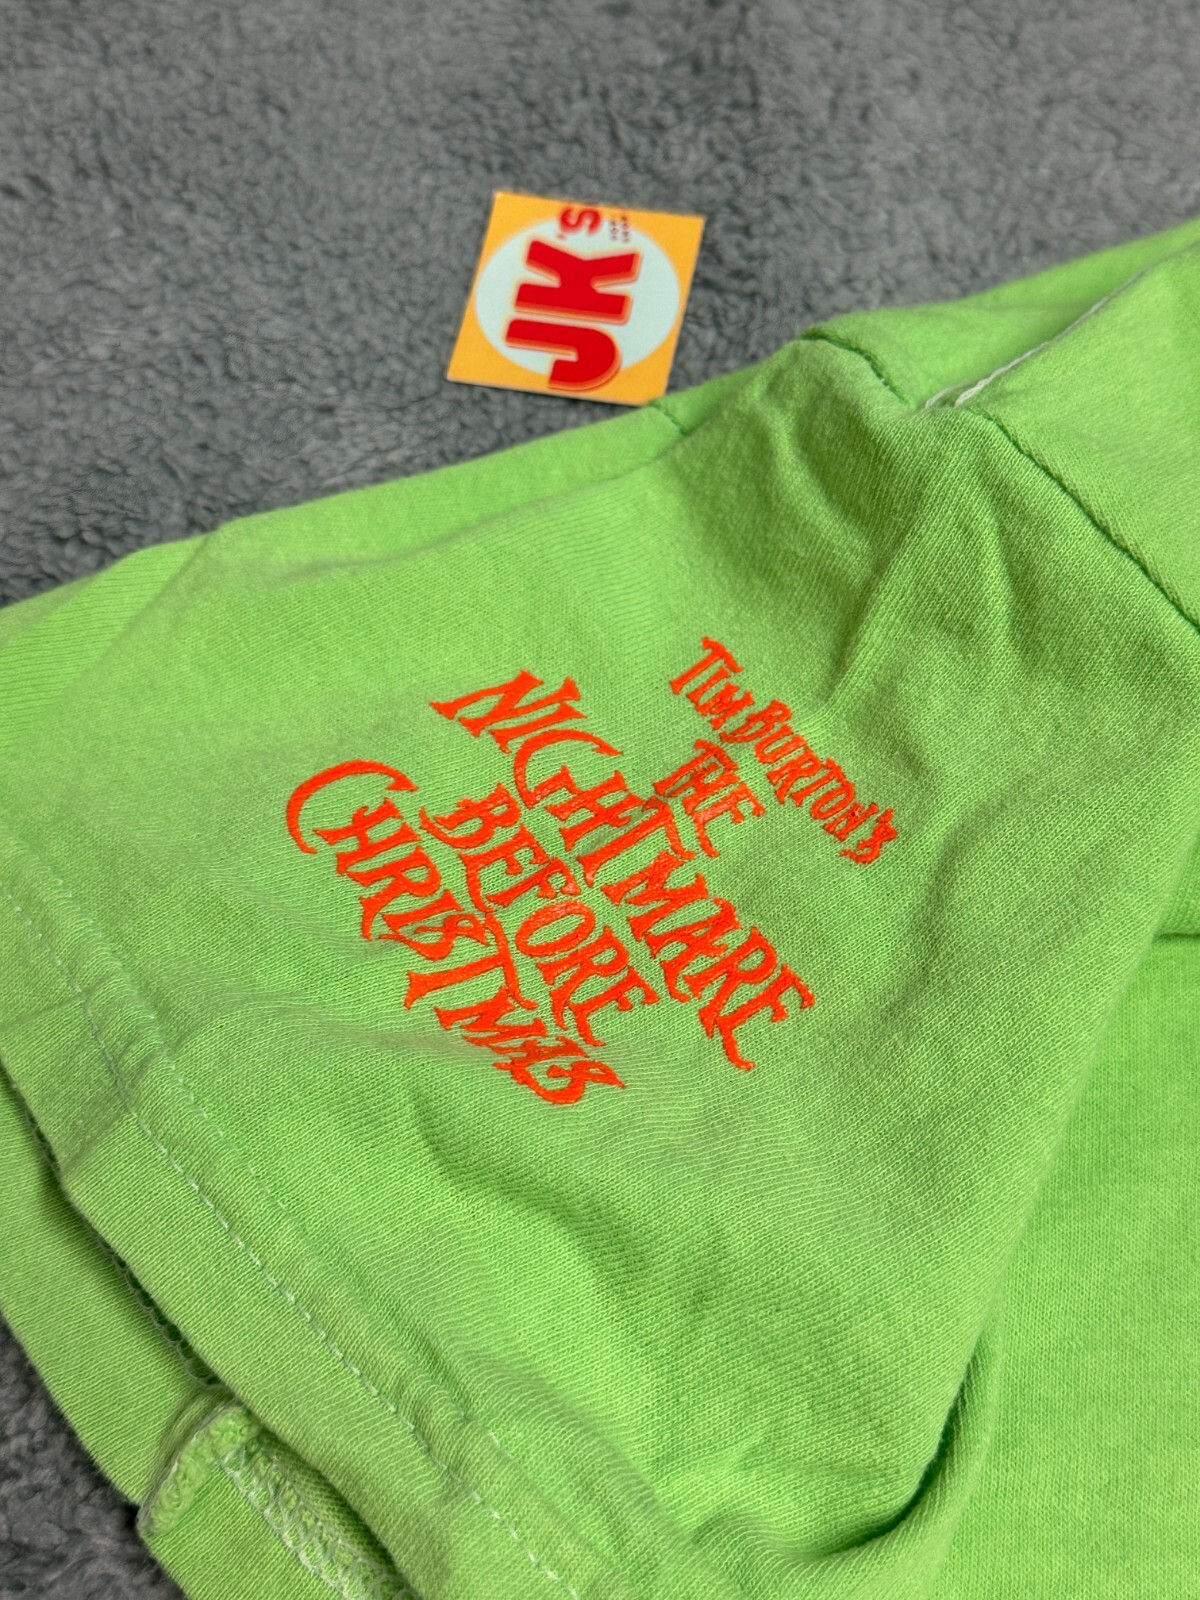 JK's
TIM BURTON'S
THE
NIGHTMARE
BEFORE
CHRISTMAS